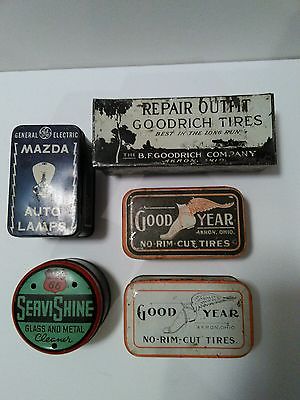 REPAIR OUTFIT
GOODRICH TIRES
"BEST IN THE LONG RUN"
THE B.F. GOODRICH COMPANY
AKRON, OHIO.
GENERAL GE ELECTRIC
MAZDA
AUTO
LAMPS
GOOD YEAR
AKRON, OHIO.
NO-RIM-CUT TIRES
66
SERVISHINE
GLASS AND METAL
Cleaner
GOOD YEAR
AKRON, OHIO
NO-RIM-CUT TIRES.